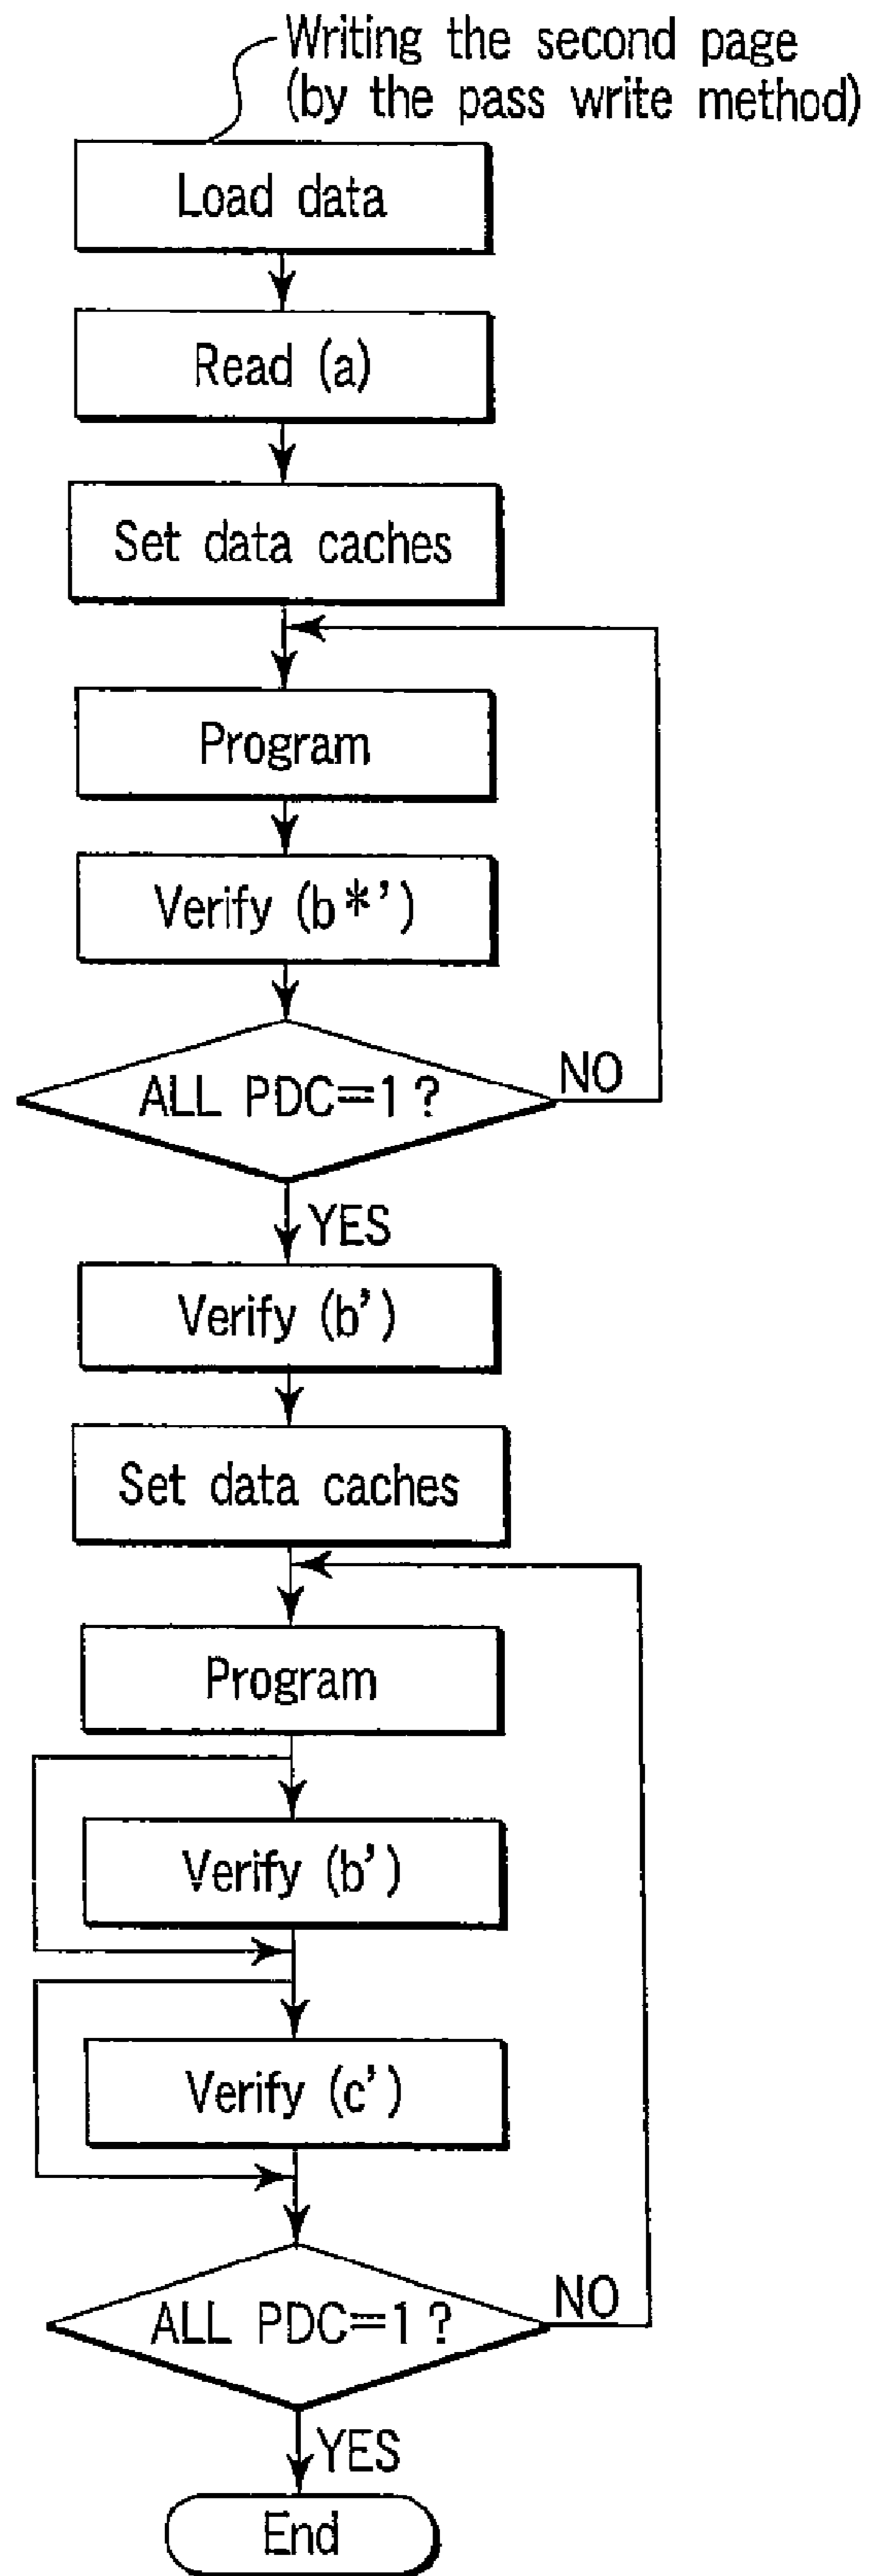 Writing the second page
(by the pass write method)
Load data
Read (a)
Set data caches
Program
Verify (b*')
ALL PDC=1?
NO
YES
Verify (b')
Set data caches
Program
Verify (b')
Verify (c')
ALL PDC=1?
NO
YES
End